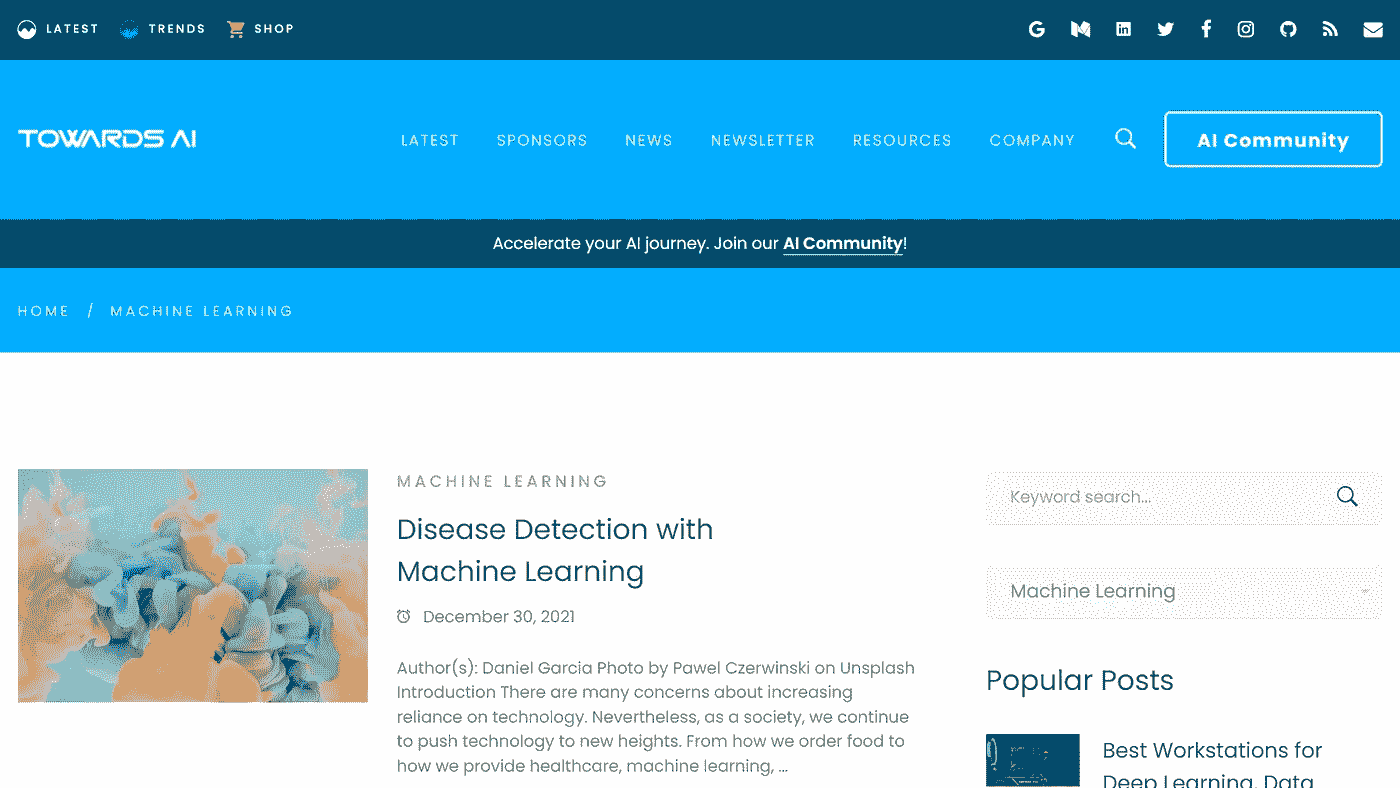 LATEST TRENDS SHOP
TOWARDS AI
LATEST SPONSORS NEWS NEWSLETTER RESOURCES COMPANY AI Community
Accelerate your AI journey. Join our AI Community!
HOME / MACHINE LEARNING
MACHINE LEARNING
Disease Detection with
Machine Learning
December 30, 2021
Author(s): Daniel Garcia Photo by Pawel Czerwinski on Unsplash
Introduction There are many concerns about increasing
reliance on technology. Nevertheless, as a society, we continue
to push technology to new heights. From how we order food to
how we provide healthcare, machine learning, ...
Keyword search...
Machine Learning
Popular Posts
Best Workstations for
Deep Learning, Data